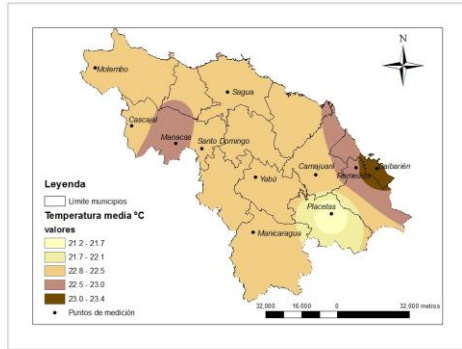 N
Motembo
Sagua
Cascajal
Manacas
Santo Domingo
Yabú
Camajuani
Remedios
Caibarién
Placetas
Manicaragua
Leyenda
Límite municipios
Temperatura media °C
valores
21.2 - 21.7
21.7 - 22.1
22.8 - 22.5
22.5 - 23.0
23.0 - 23.4
Puntos de medición
32,000 16,000 0 32,000 metros